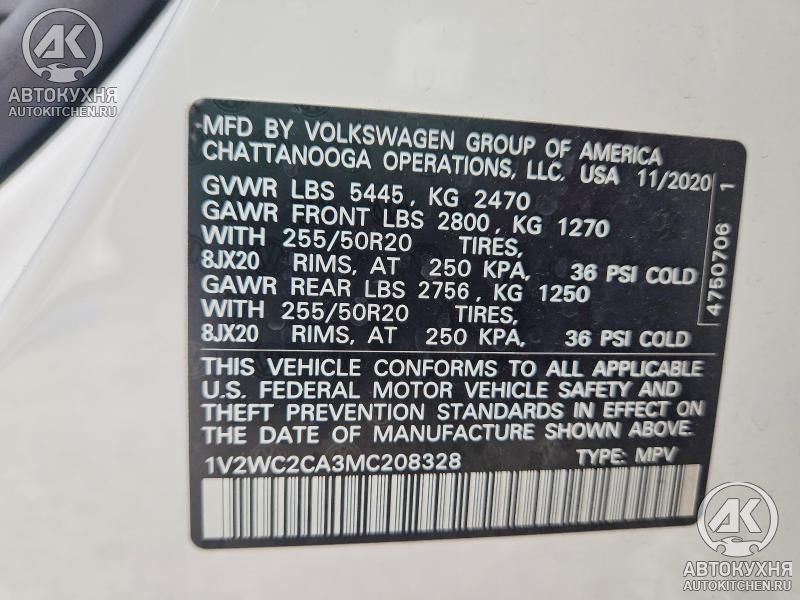 АВТОКУХНЯ
AUTOKITCHEN.RU
MFD BY VOLKSWAGEN GROUP OF AMERICA
CHATTANOOGA OPERATIONS, LLC. USA 11/2020
GVWR LBS 5445, KG 2470
GAWR FRONT LBS 2800, KG 1270
WITH 255/50R20 TIRES,
8JX20 RIMS, AT 250 KPA, 36 PSI COLD
GAWR REAR LBS 2756, KG 1250
WITH 255/50R20 TIRES,
8JX20 RIMS, AT 250 KPA, 36 PSI COLD
THIS VEHICLE CONFORMS TO ALL APPLICABLE
U.S. FEDERAL MOTOR VEHICLE SAFETY AND
THEFT PREVENTION STANDARDS IN EFFECT ON
THE DATE OF MANUFACTURE SHOWN ABOVE.
1V2WC2CA3MC208328 TYPE: MPV
4750706 1
АВТОКУХНЯ
AUTOKITCHEN.RU